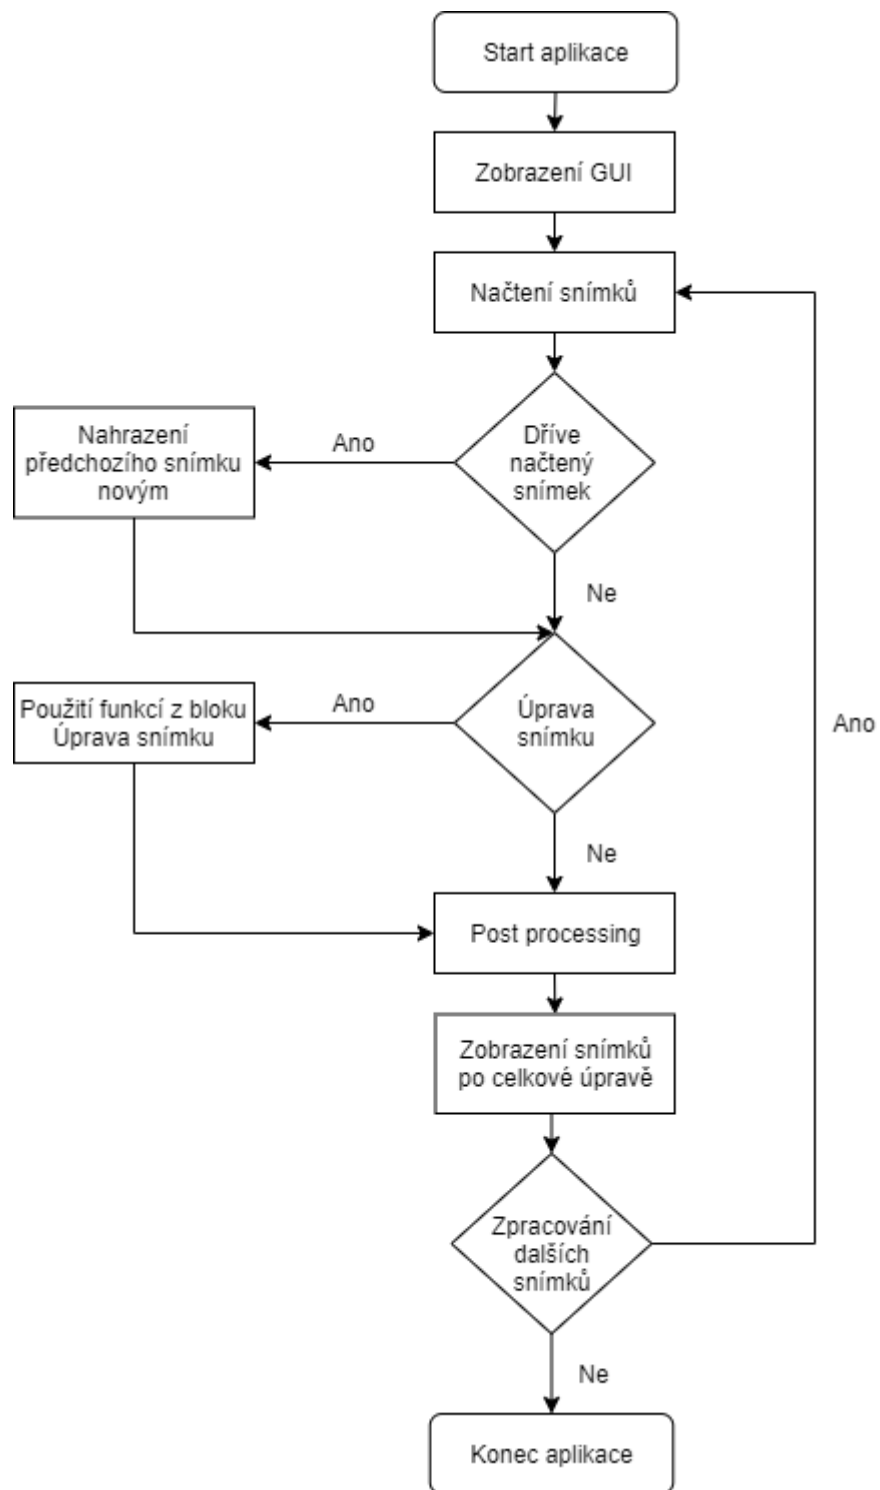 Start aplikace
Zobrazení GUI
Načtení snímků
Dříve
načtený
snímek
Ano
Nahrazení
předchozího snímku
novým
Ne
Úprava
snímku
Ano
Použití funkcí z bloku
Úprava snímku
Ne
Post processing
Zobrazení snímků
po celkové úpravě
Zpracování
dalších
snímků
Ano
Ne
Konec aplikace